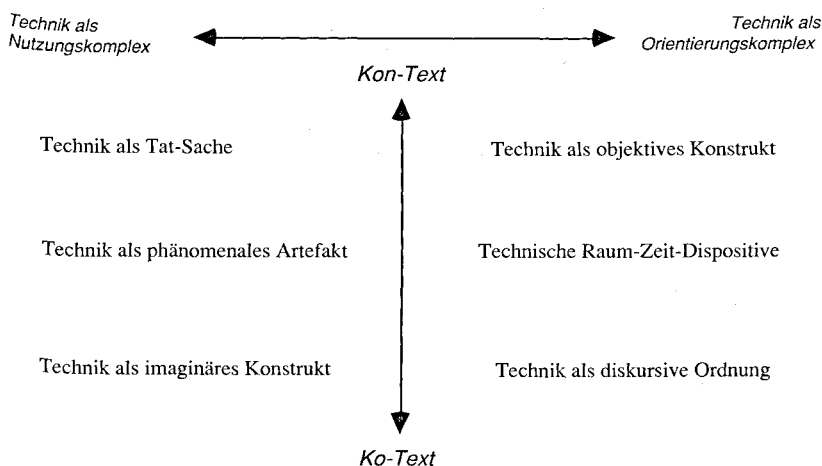 Technik als
Nutzungskomplex
Technik als
Orientierungskomplex
Kon-Text
Technik als Tat-Sache
Technik als objektives Konstrukt
Technik als phänomenales Artefakt
Technische Raum-Zeit-Dispositive
Technik als imaginäres Konstrukt
Technik als diskursive Ordnung
Ko-Text